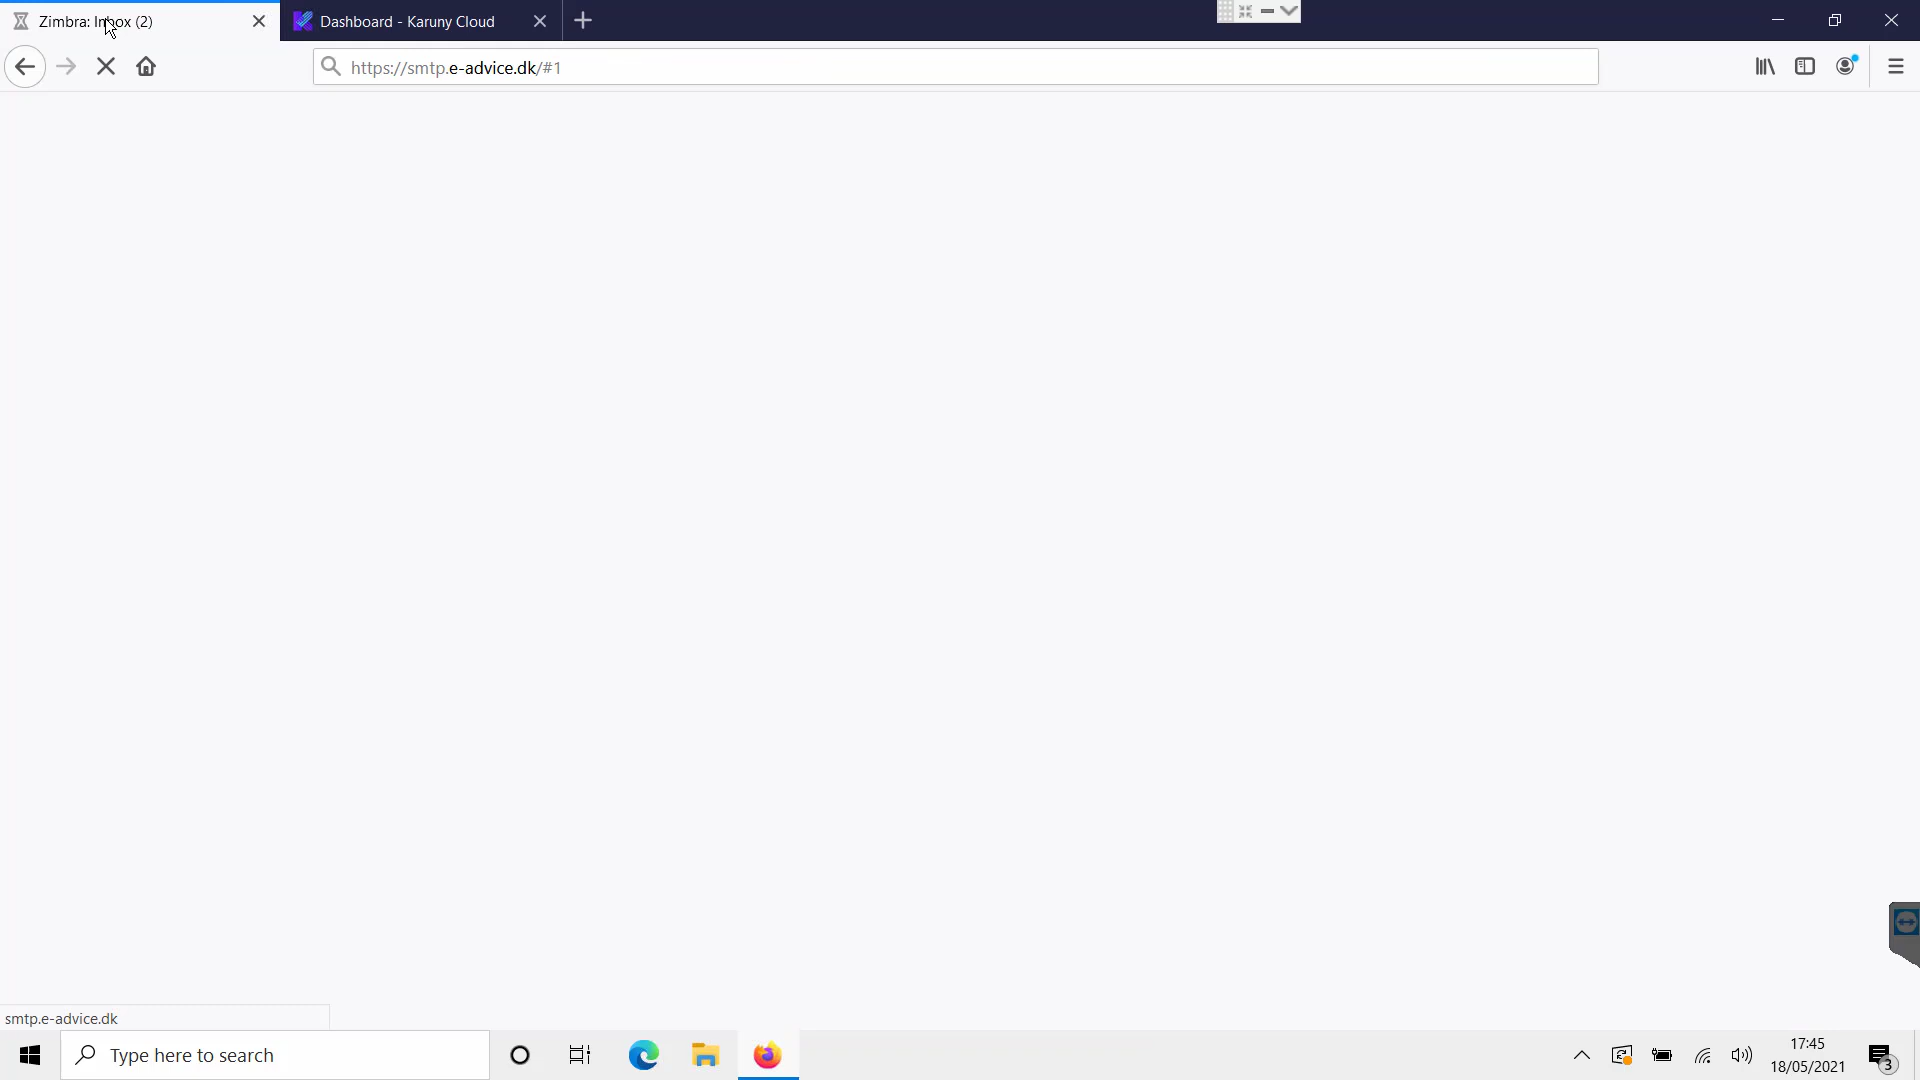 Zimbra: Inbox (2)
Dashboard - Karuny Cloud
https://smtp.e-advice.dk/#1
smtp.e-advice.dk
Type here to search
17:45
18/05/2021
3